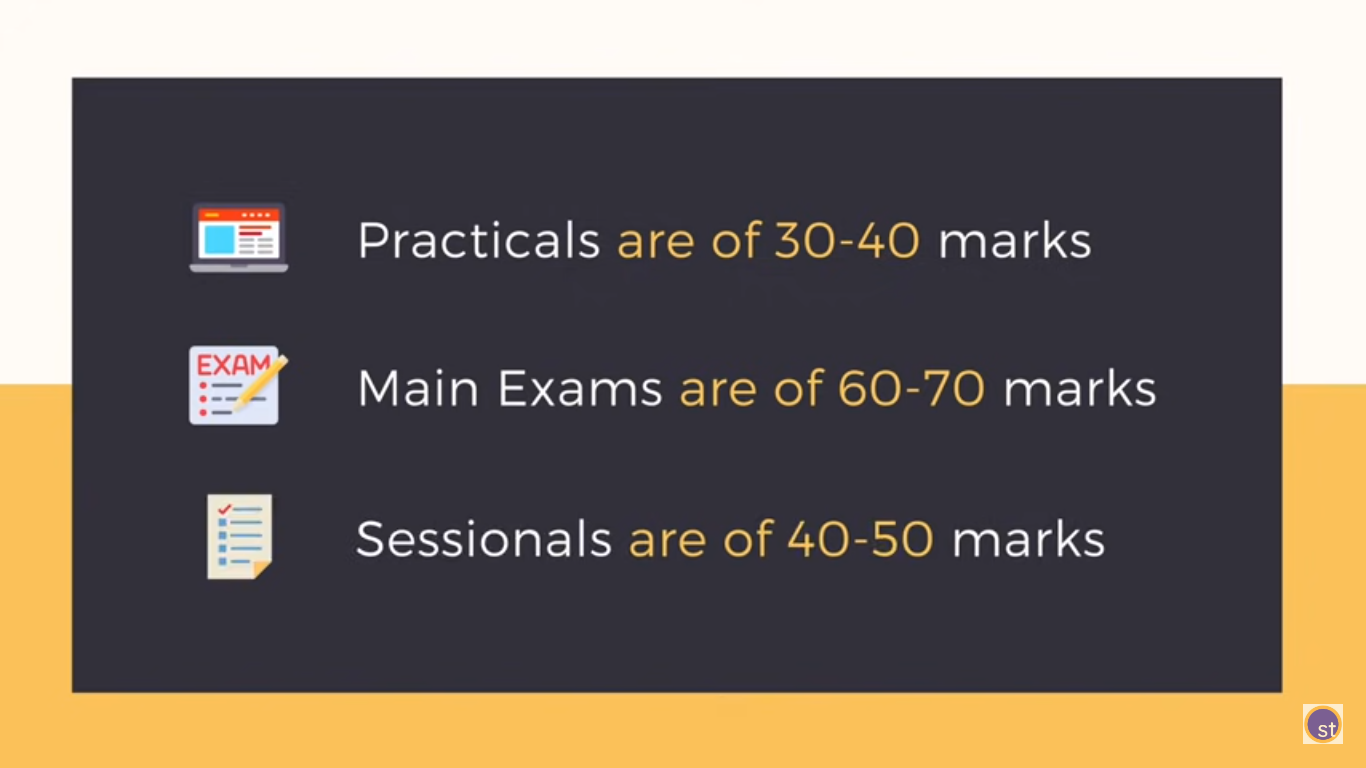 Practicals are of 30-40 marks
EXAM
Main Exams are of 60-70 marks
Sessionals are of 40-50 marks
st